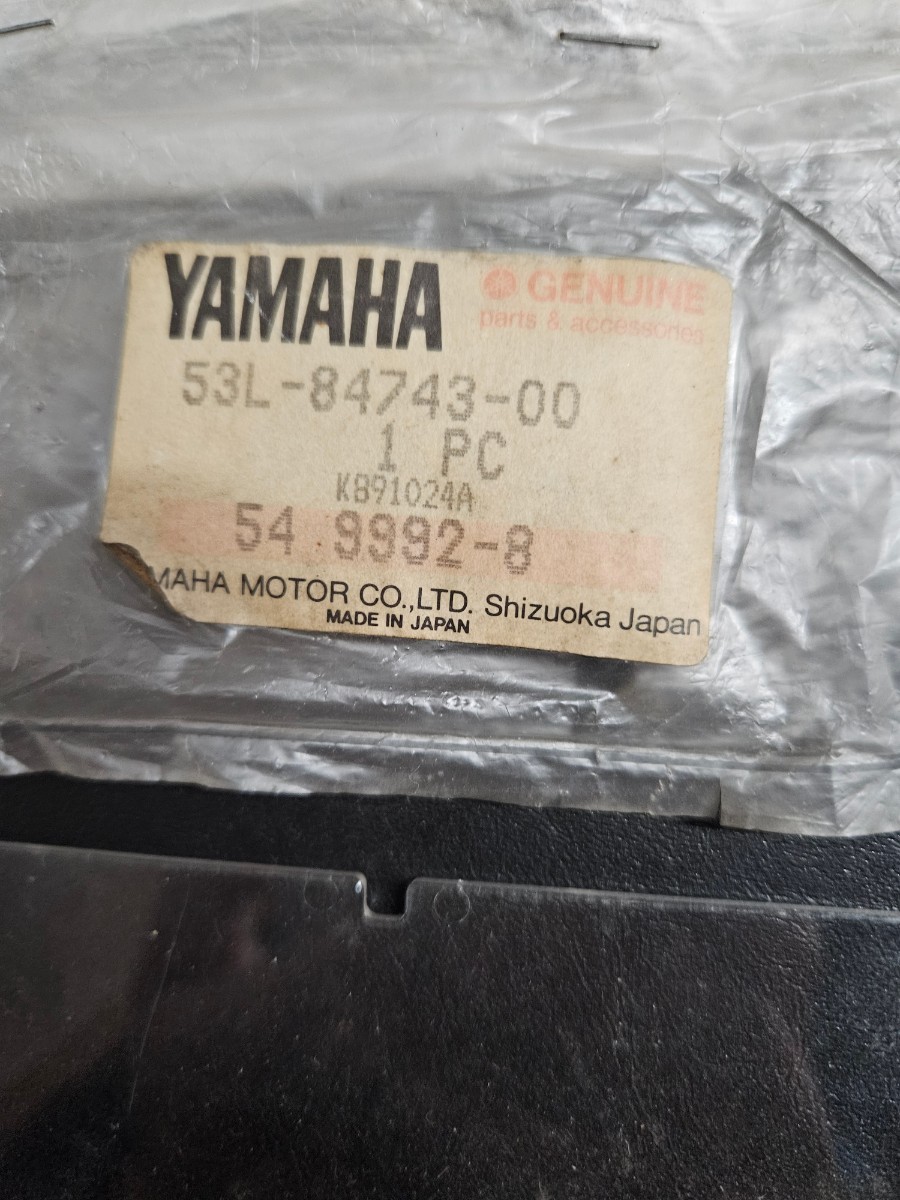 YAMAHA
GENUINE
parts & accessories
53L-84743-00
1 PC
KB91024A
54 9992-8
MAHA MOTOR CO.,LTD. Shizuoka Japan
MADE IN JAPAN